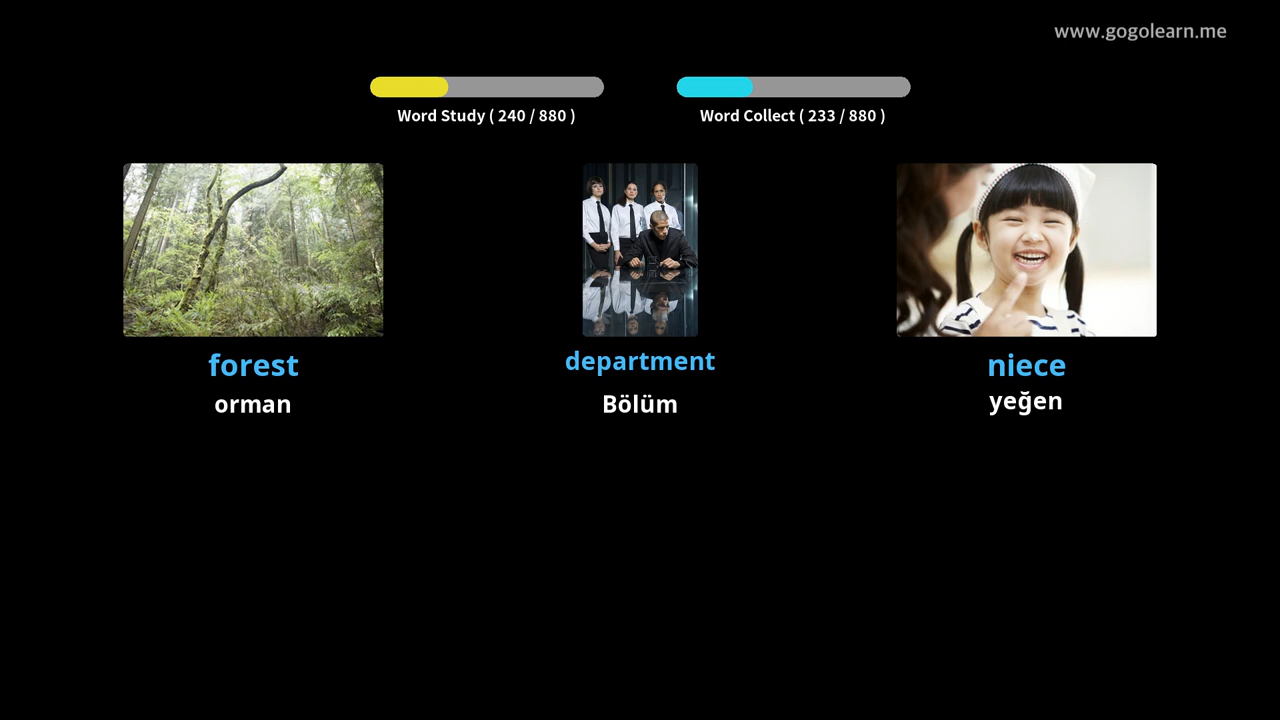 www.gogolearn.me
Word Study ( 240 / 880 )
Word Collect ( 233 / 880 )
forest
orman
department
Bölüm
niece
yeğen